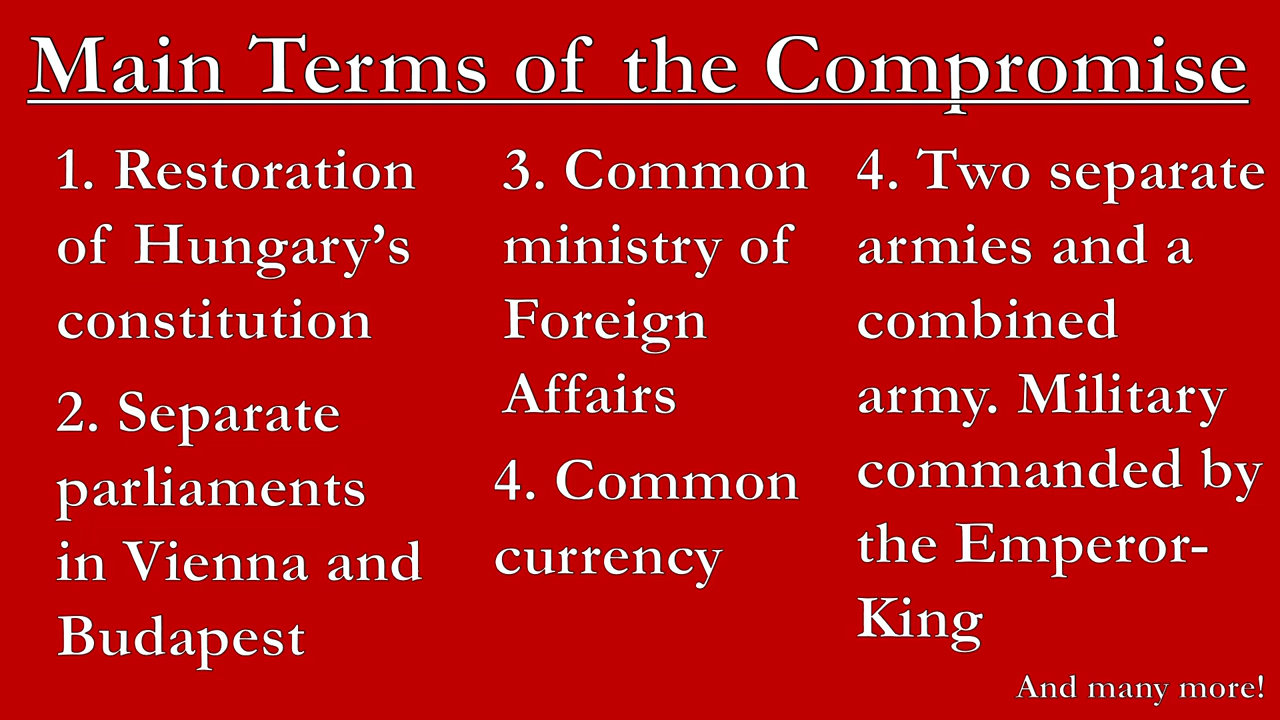 Main Terms of the Compromise
1. Restoration
of Hungary’s
constitution
2. Separate
parliaments
in Vienna and
Budapest
3. Common
ministry of
Foreign
Affairs
4. Common
currency
4. Two separate
armies and a
combined
army. Military
commanded by
the Emperor-
King
And many more!